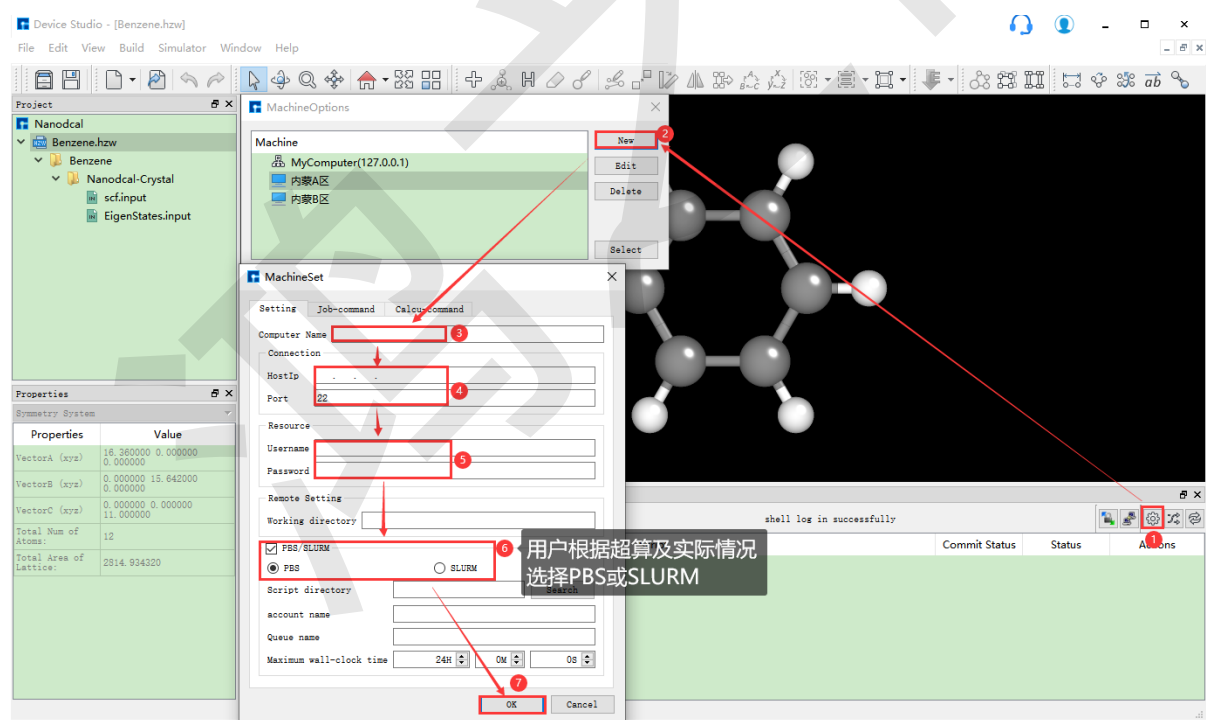 Device Studio - [Benzene.hzw]
File Edit View Build Simulator Window Help
Project
Nanodcal
Benzene.hzw
Benzene
Nanodcal-Crystal
scf.input
EigenStates.input
MachineOptions
Machine
MyComputer(127.0.0.1)
内蒙A区
内蒙B区
New
2
Edit
Delete
Select
MachineSet
Setting Job-command Calcu-command
Computer Name
3
Connection
HostIp . . .
Port 22
4
Resource
Username
Password
5
Remote Setting
Working directory
PBS/SLURM
PBS SLURM
6
用户根据超算及实际情况
选择PBS或SLURM
Script directory Search
account name
Queue name
Maximum wall-clock time 24H 0M 0S
7
OK Cancel
Properties
Symmetry System
Properties Value
VectorA (xyz) 16.360000 0.000000
0.000000
VectorB (xyz) 0.000000 15.642000
0.000000
VectorC (xyz) 0.000000 0.000000
11.000000
Total Num of
Atoms: 12
Total Area of
Lattice: 2814.934320
shell log in successfully
1
Commit Status Status